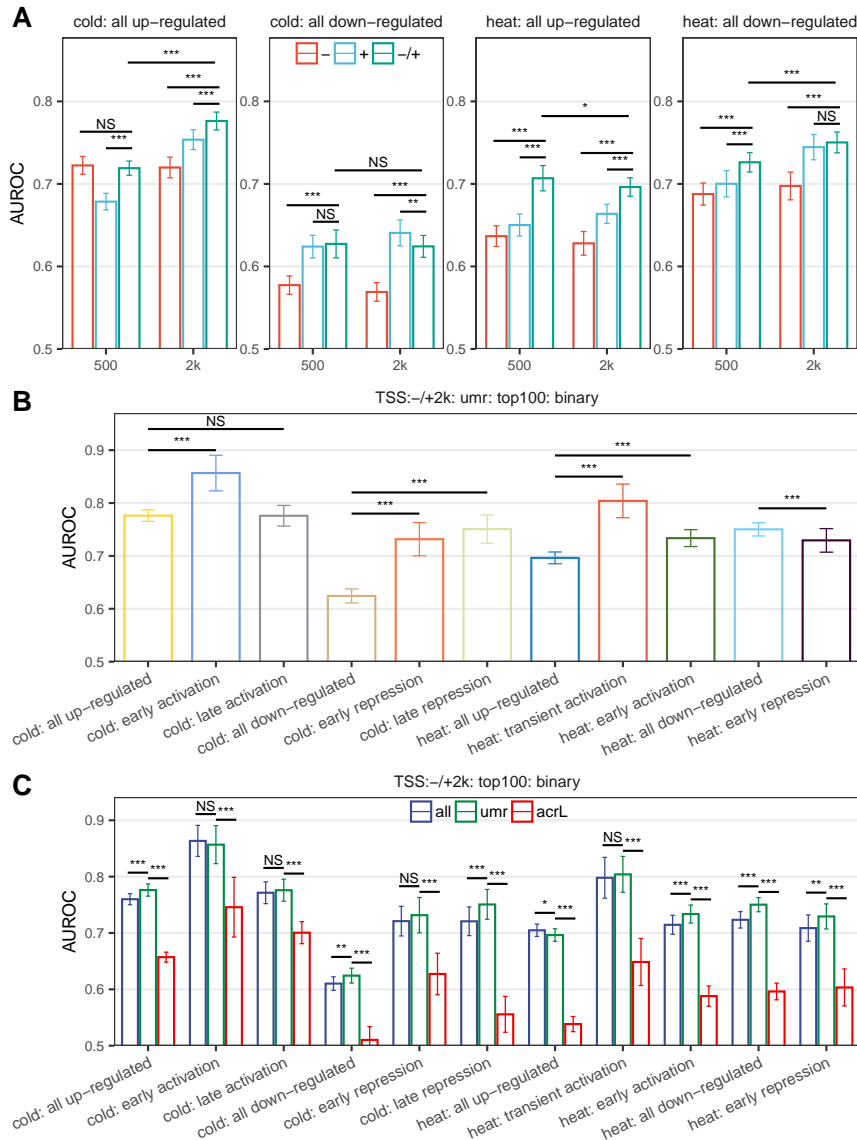 A
cold: all up−regulated
cold: all down−regulated
heat: all up−regulated
heat: all down−regulated
− + −/+
AUROC
0.8
0.7
0.6
0.5
***
***
NS
***
***
NS
***
***
NS
**
*
***
***
***
***
***
***
***
NS
***
500 2k
500 2k
500 2k
500 2k
B
TSS:−/+2k: umr: top100: binary
AUROC
0.9
0.8
0.7
0.6
0.5
NS
***
***
***
***
***
***
cold: all up−regulated
cold: early activation
cold: late activation
cold: all down−regulated
cold: early repression
cold: late repression
heat: all up−regulated
heat: transient activation
heat: early activation
heat: all down−regulated
heat: early repression
C
TSS:−/+2k: top100: binary
all umr acrL
AUROC
0.9
0.8
0.7
0.6
0.5
*** ***
NS ***
NS ***
** ***
NS ***
*** ***
* ***
NS ***
*** ***
*** ***
** ***
cold: all up−regulated
cold: early activation
cold: late activation
cold: all down−regulated
cold: early repression
cold: late repression
heat: all up−regulated
heat: transient activation
heat: early activation
heat: all down−regulated
heat: early repression